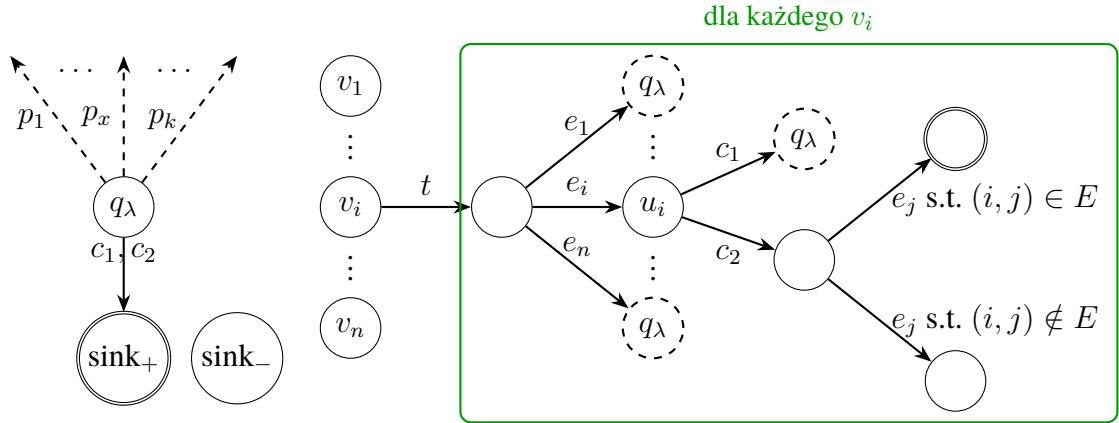 dla każdego v_i
... ...
p_1 p_x p_k
q_λ
c_1, c_2
sink_+ sink_−
v_1
⋮
v_i
⋮
v_n
t
e_1
e_i
e_n
q_λ
⋮
u_i
⋮
q_λ
c_1
c_2
q_λ
e_j s.t. (i, j) ∈ E
e_j s.t. (i, j) ∉ E